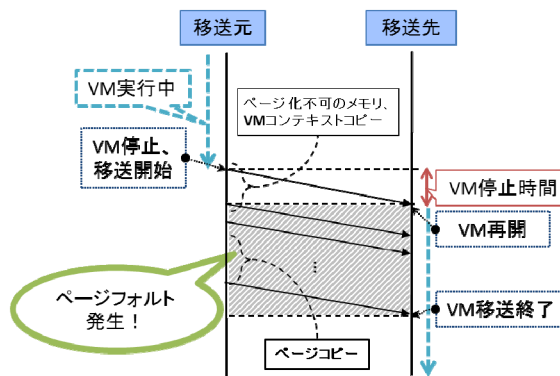 移送元
移送先
VM実行中
ページ化不可のメモリ、
VMコンテキストコピー
VM停止、
移送開始
VM停止時間
VM再開
ページフォルト
発生！
…
VM移送終了
ページコピー